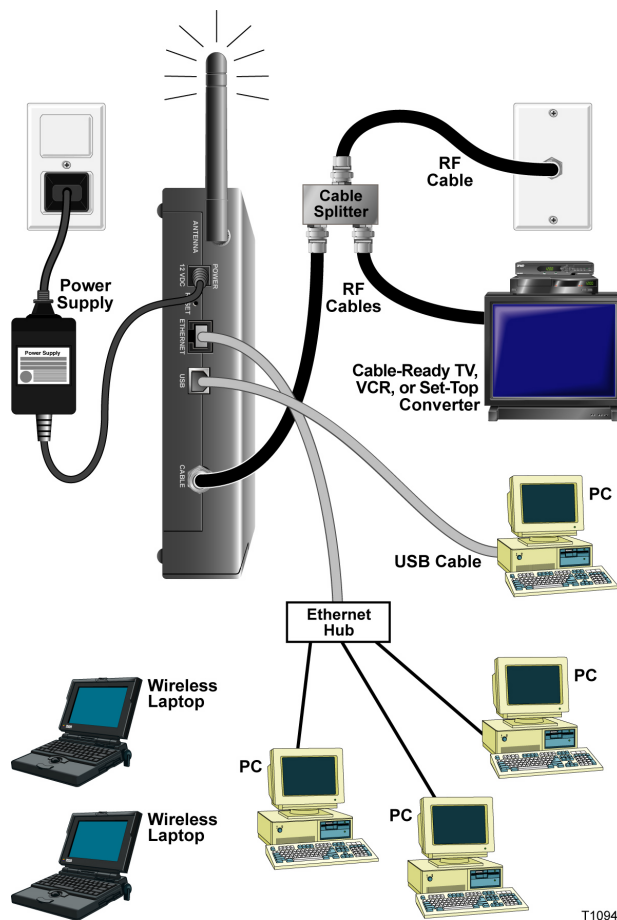 RF
Cable
Cable
Splitter
ANTENNA
POWER
12 VDC
Power
Supply
RF
Cables
ETHERNET
Power Supply
USB
Cable-Ready TV,
VCR, or Set-Top
Converter
CABLE
PC
USB Cable
Ethernet
Hub
Wireless
Laptop
PC
PC
Wireless
Laptop
PC
T1094